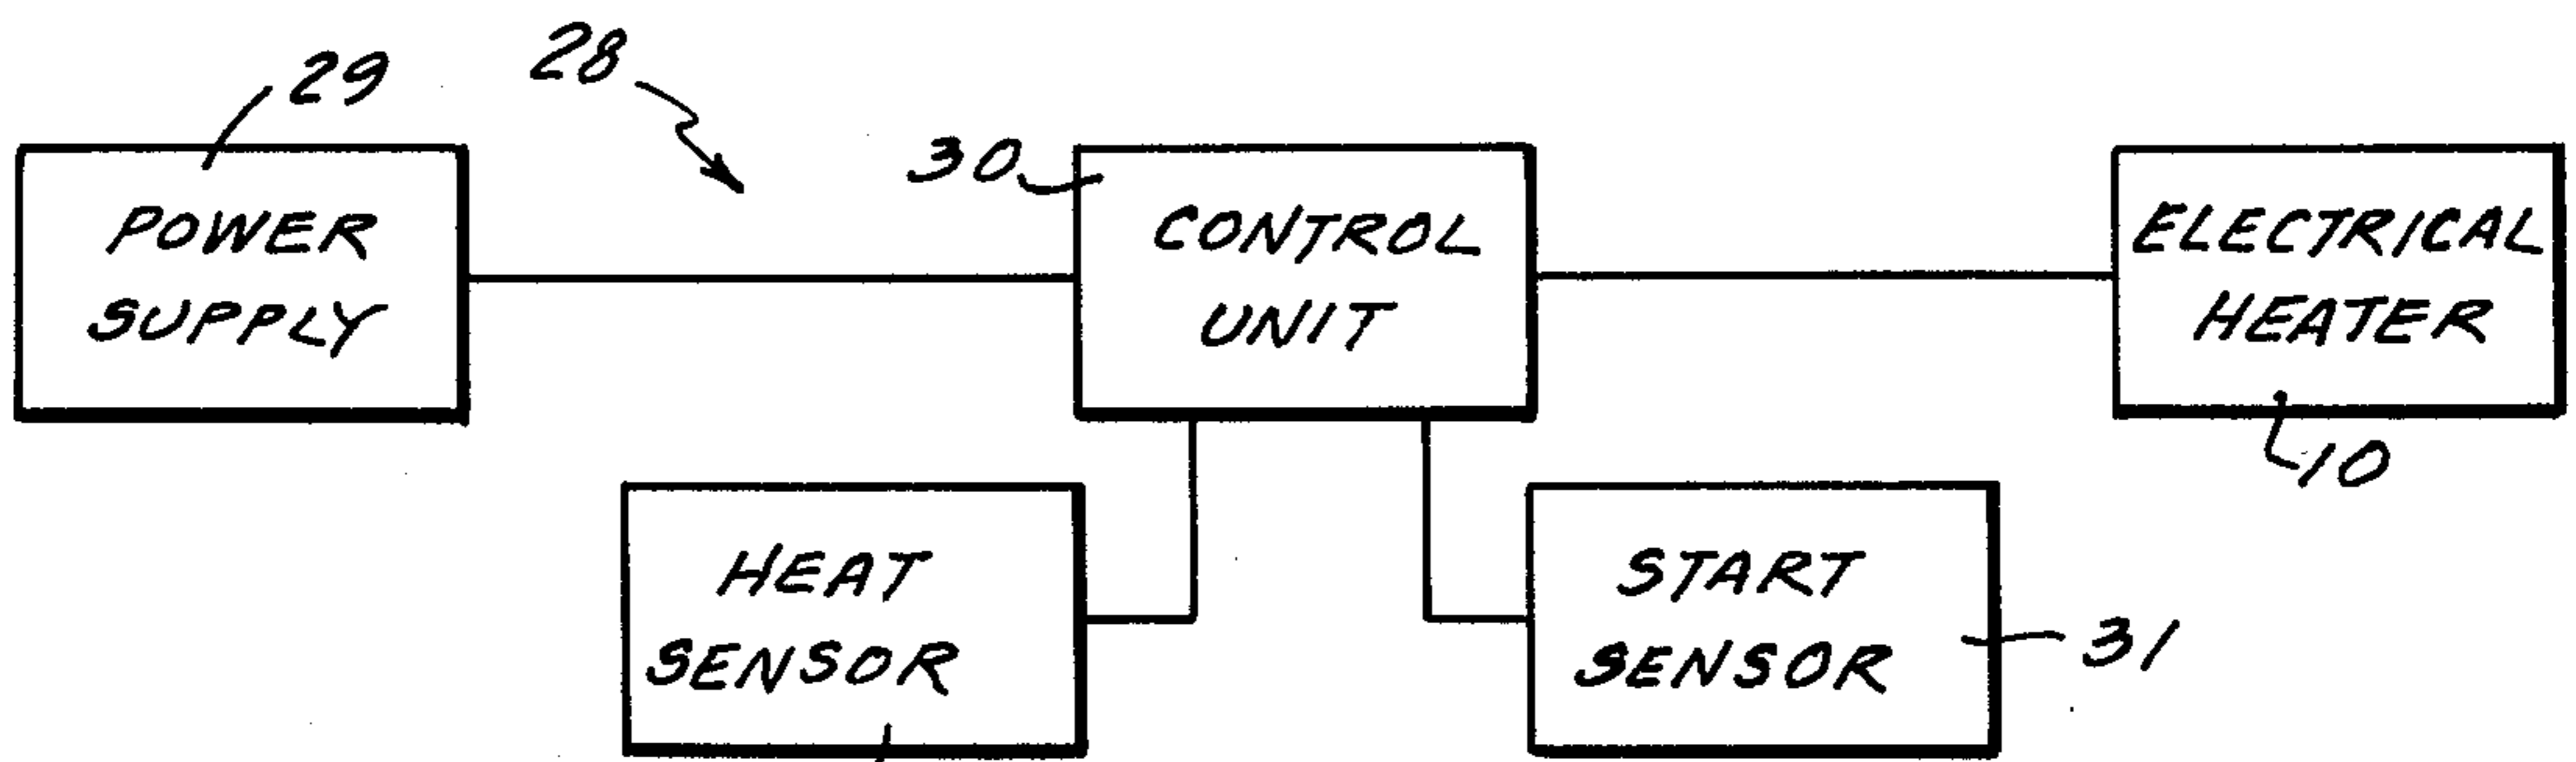 29
28
30
POWER
SUPPLY
CONTROL
UNIT
ELECTRICAL
HEATER
10
HEAT
SENSOR
START
SENSOR
31